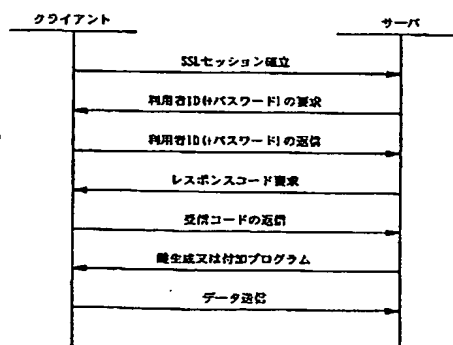 クライアント
サーバ
SSLセッション確立
利用者ID(+パスワード)の要求
利用者ID(+パスワード)の返信
レスポンスコード要求
受信コードの返信
鍵生成又は付加プログラム
データ送信